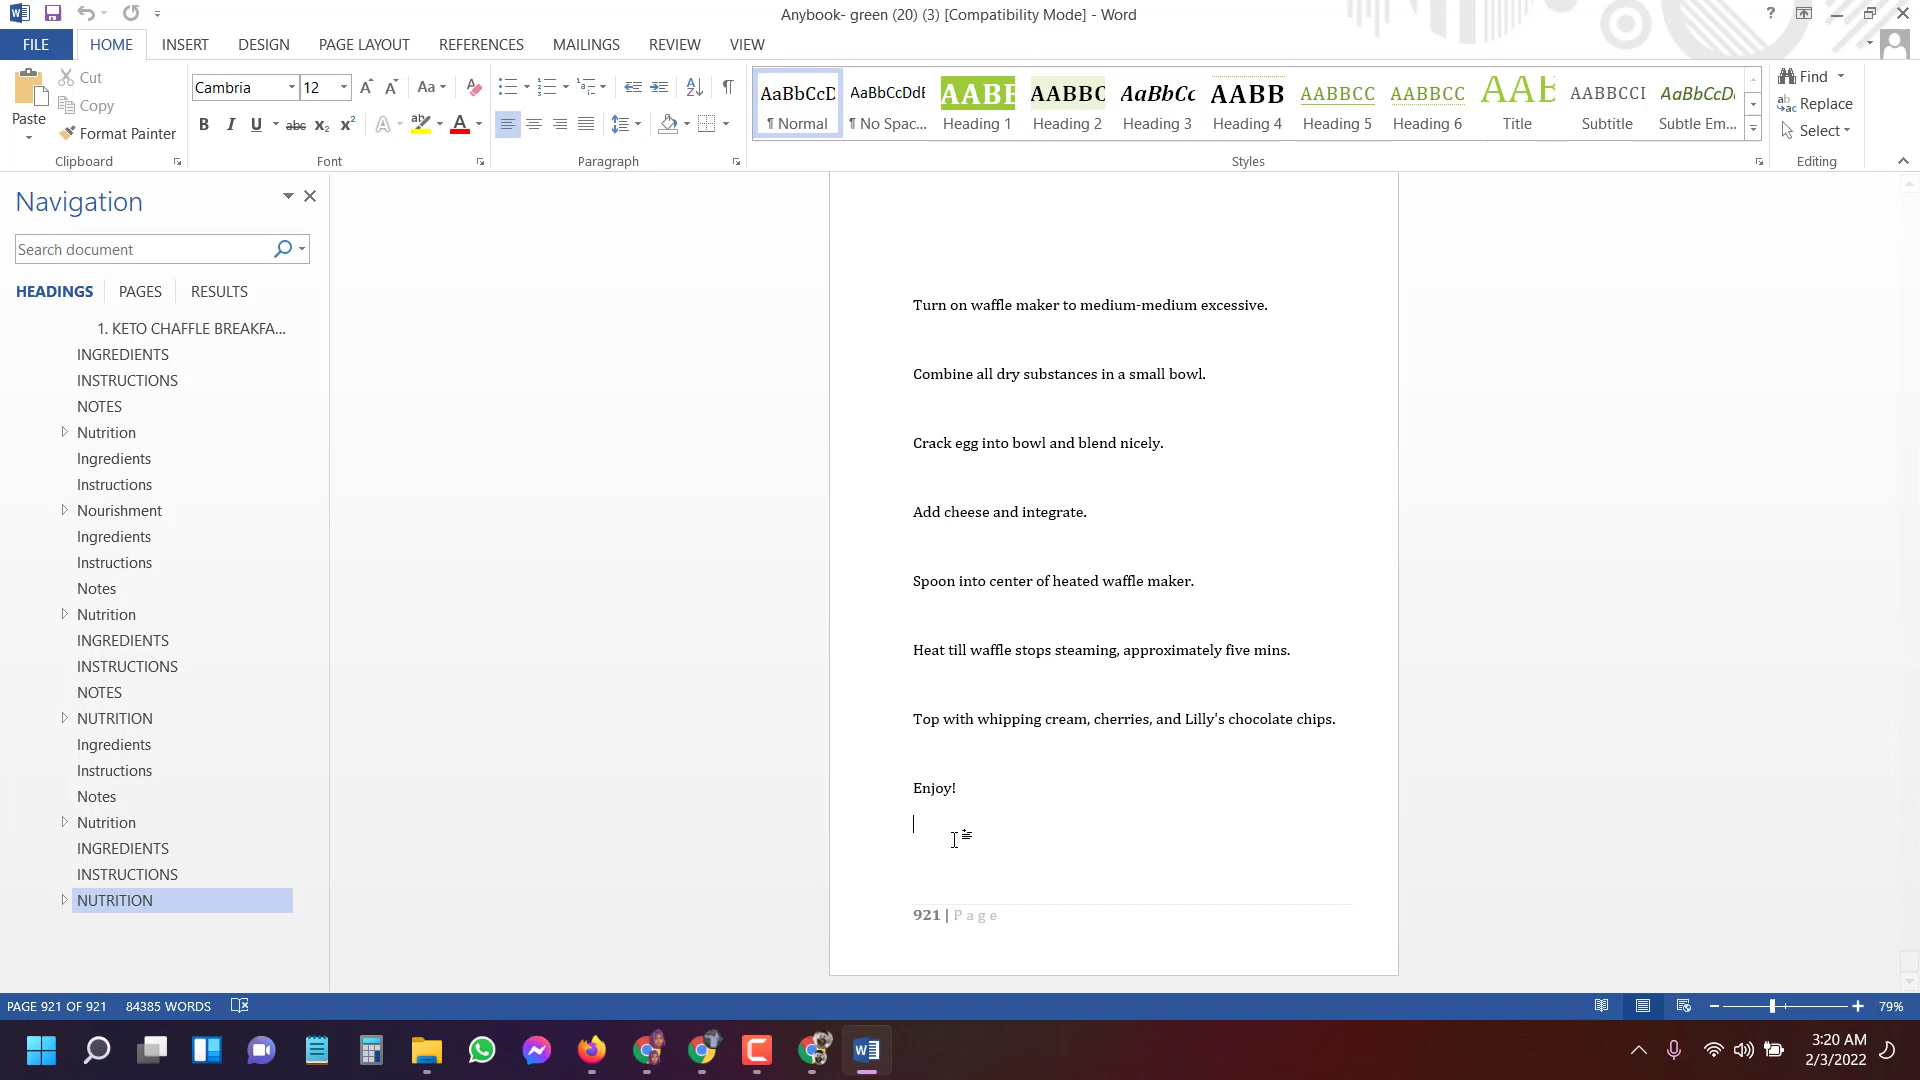 Anybook- green (20) (3) [Compatibility Mode] - Word
?
FILE HOME INSERT DESIGN PAGE LAYOUT REFERENCES MAILINGS REVIEW VIEW
Paste
Cut
Copy
Format Painter
Clipboard
Cambria 12
Aa
B I U abc X2 X2
Font
Paragraph
AaBbCcD AaBbCcDdE AABB AABBC AaBbCc AABB AABBCC AABBCC AAB AABBCCI AaBbCcD
¶ Normal ¶ No Spac... Heading 1 Heading 2 Heading 3 Heading 4 Heading 5 Heading 6 Title Subtitle Subtle Em...
Styles
Find
Replace
Select
Editing
Navigation
Search document
HEADINGS PAGES RESULTS
1. KETO CHAFFLE BREAKFA...
INGREDIENTS
INSTRUCTIONS
NOTES
Nutrition
Ingredients
Instructions
Nourishment
Ingredients
Instructions
Notes
Nutrition
INGREDIENTS
INSTRUCTIONS
NOTES
NUTRITION
Ingredients
Instructions
Notes
Nutrition
INGREDIENTS
INSTRUCTIONS
NUTRITION
Turn on waffle maker to medium-medium excessive.
Combine all dry substances in a small bowl.
Crack egg into bowl and blend nicely.
Add cheese and integrate.
Spoon into center of heated waffle maker.
Heat till waffle stops steaming, approximately five mins.
Top with whipping cream, cherries, and Lilly's chocolate chips.
Enjoy!
921 | Page
PAGE 921 OF 921 84385 WORDS
79%
3:20 AM
2/3/2022